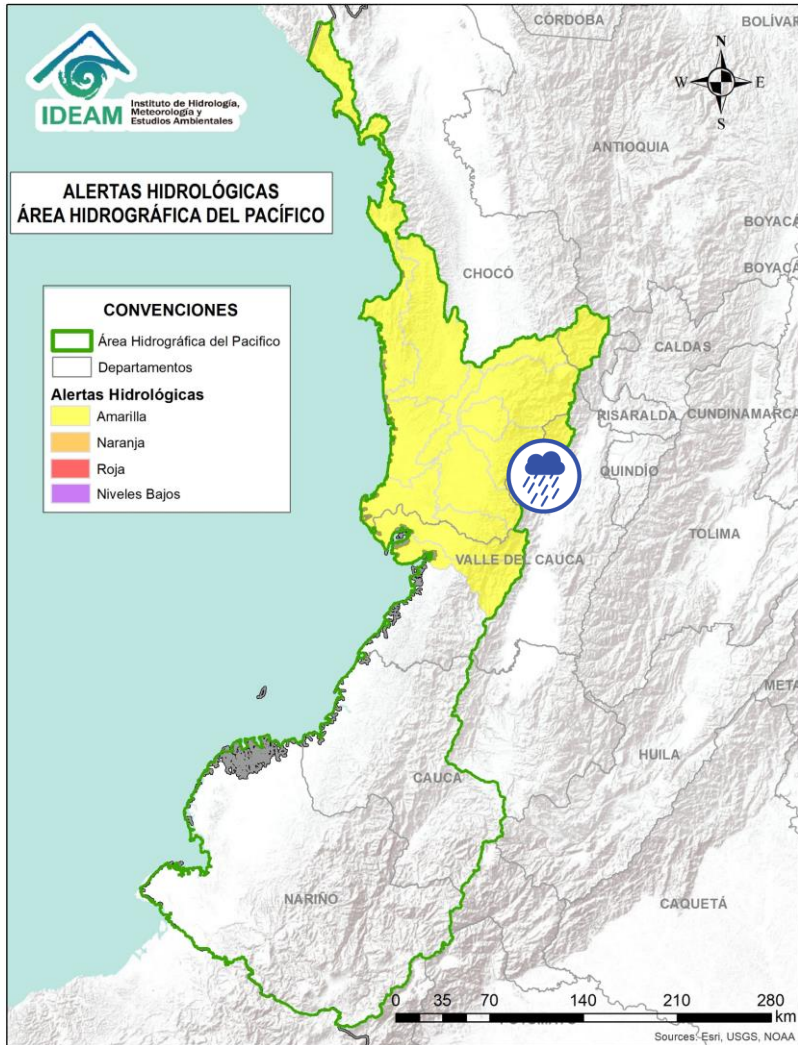 CÓRDOBA
BOLÍVAR
N
W
E
S
IDEAM
Instituto de Hidrología,
Meteorología y
Estudios Ambientales
ANTIOQUIA
ALERTAS HIDROLÓGICAS
ÁREA HIDROGRÁFICA DEL PACÍFICO
BOYACÁ
BOYACÁ
CHOCÓ
CONVENCIONES
Área Hidrográfica del Pacifico
Departamentos
Alertas Hidrológicas
Amarilla
Naranja
Roja
Niveles Bajos
CALDAS
RISARALDA
CUNDINAMARCA
QUINDÍO
TOLIMA
VALLE DEL CAUCA
META
HUILA
CAUCA
NARIÑO
CAQUETÁ
0 35 70 140 210 280
km
Sources: Esri, USGS, NOAA